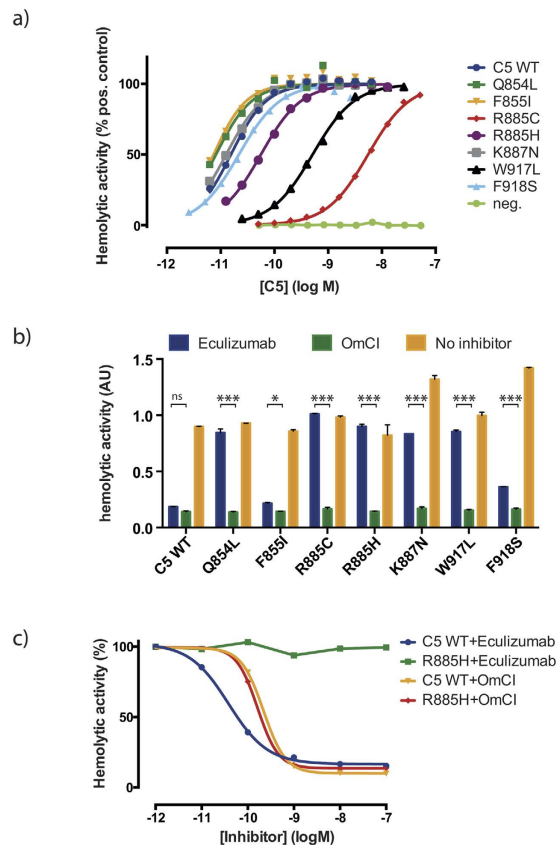 a)
Hemolytic activity (% pos. control)
100
50
0
-12 -11 -10 -9 -8 -7
[C5] (log M)
C5 WT
Q854L
F855I
R885C
R885H
K887N
W917L
F918S
neg.
b)
Eculizumab OmCI No inhibitor
hemolytic activity (AU)
1.5
1.0
0.5
0.0
ns *** * *** *** *** *** ***
C5 WT Q854L F855I R885C R885H K887N W917L F918S
c)
Hemolytic activity (%)
100
50
0
-12 -11 -10 -9 -8 -7
[Inhibitor] (logM)
C5 WT+Eculizumab
R885H+Eculizumab
C5 WT+OmCI
R885H+OmCI